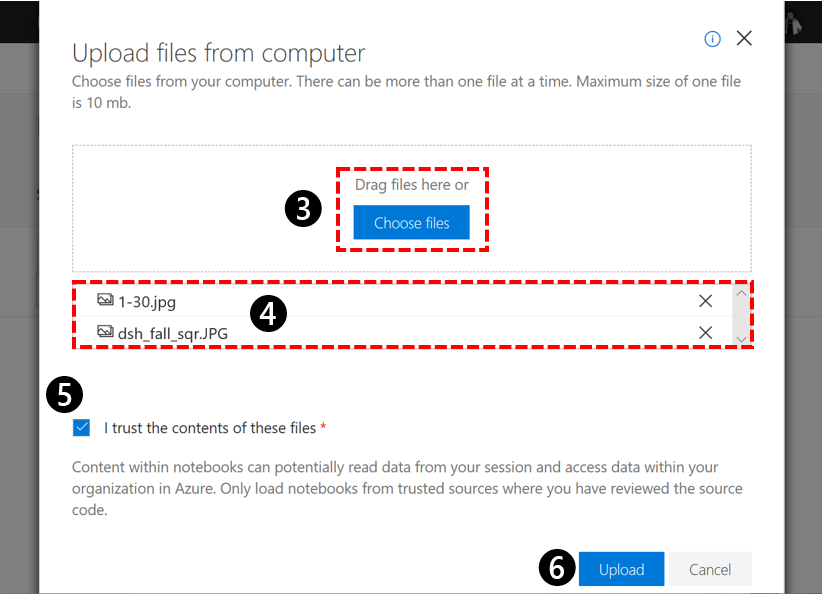 Upload files from computer
Choose files from your computer. There can be more than one file at a time. Maximum size of one file
is 10 mb.
3
Drag files here or
Choose files
1-30.jpg
4
dsh_fall_sqr.JPG
5
I trust the contents of these files *
Content within notebooks can potentially read data from your session and access data within your
organization in Azure. Only load notebooks from trusted sources where you have reviewed the source
code.
6
Upload
Cancel